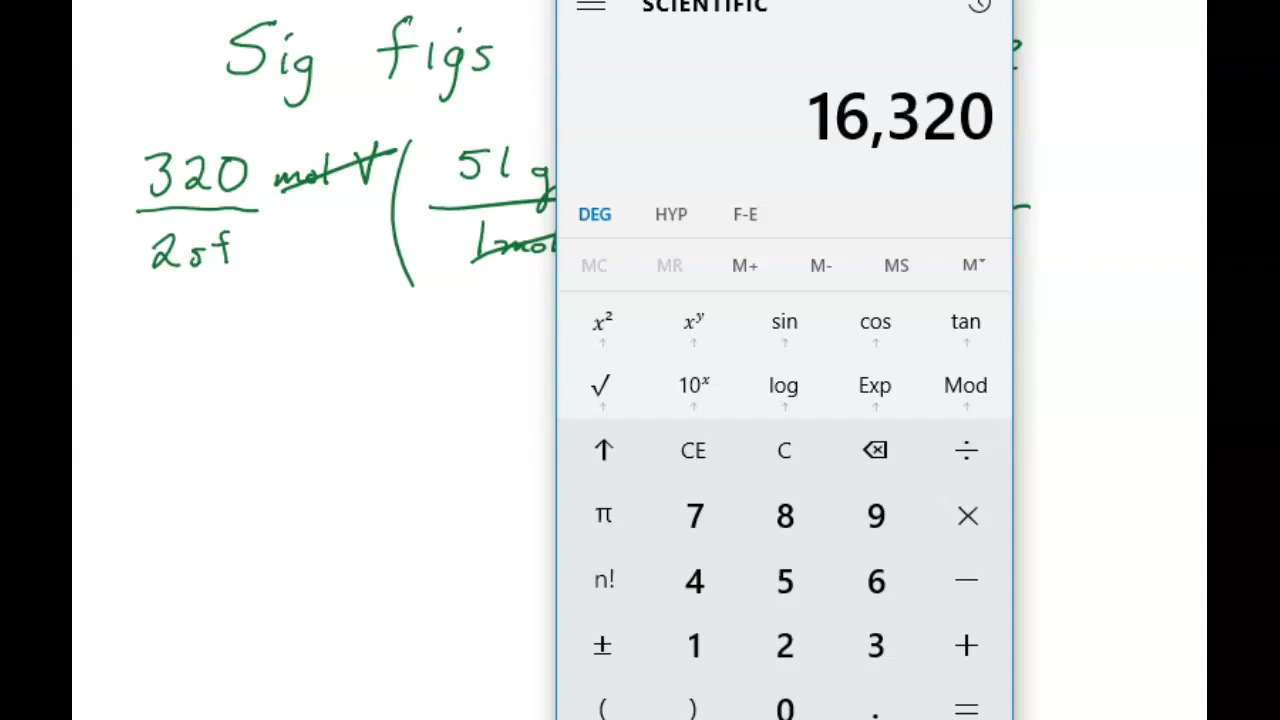 SCIENTIFIC
Sig figs
16,320
320 mol V ( 51 g
2sf 1mol
DEG HYP F-E
MC MR M+ M- MS M˅
x² xʸ sin cos tan
√ 10ˣ log Exp Mod
↑ CE C ÷
π 7 8 9 ×
n! 4 5 6 −
± 1 2 3 +
( ) 0 . =